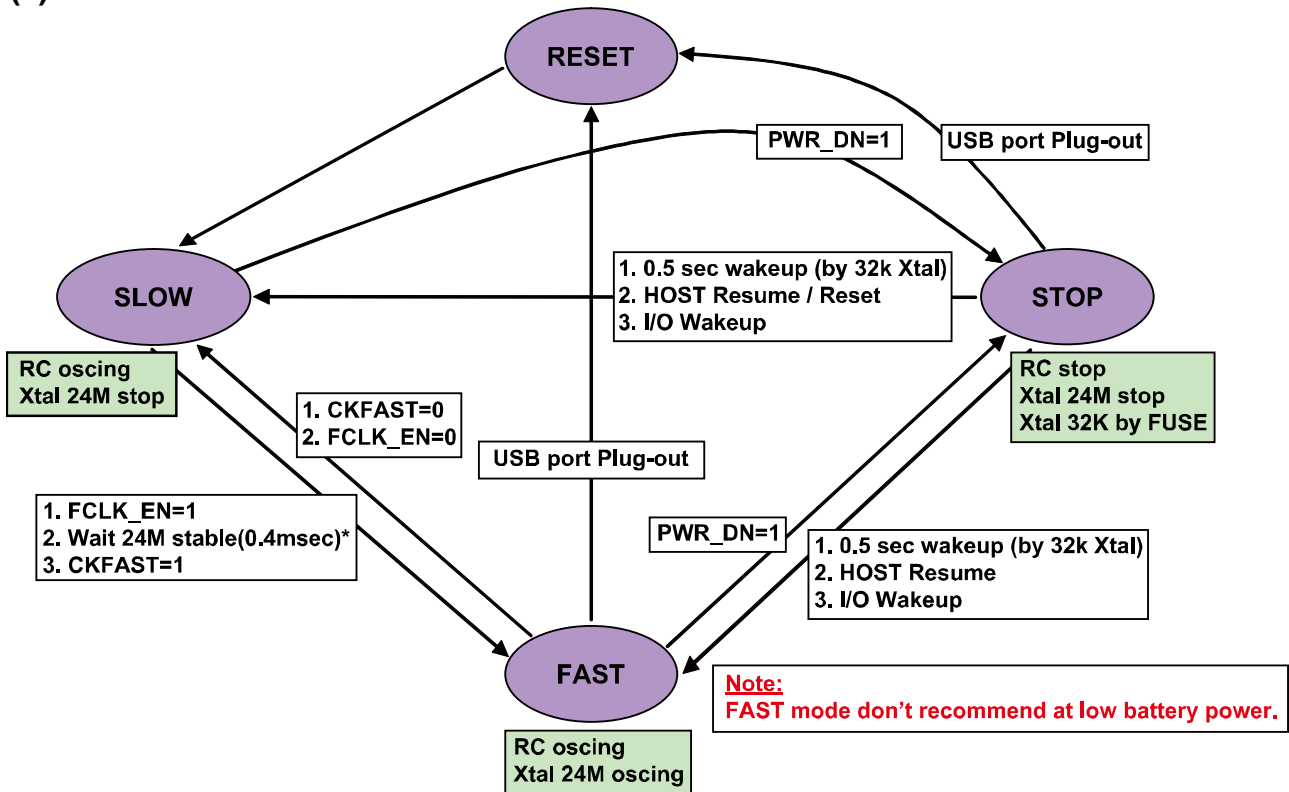 RESET
PWR_DN=1
USB port Plug-out
1. 0.5 sec wakeup (by 32k Xtal)
2. HOST Resume / Reset
3. I/O Wakeup
SLOW
STOP
RC oscing
Xtal 24M stop
RC stop
Xtal 24M stop
Xtal 32K by FUSE
1. CKFAST=0
2. FCLK_EN=0
USB port Plug-out
1. FCLK_EN=1
2. Wait 24M stable(0.4msec)*
3. CKFAST=1
PWR_DN=1
1. 0.5 sec wakeup (by 32k Xtal)
2. HOST Resume
3. I/O Wakeup
FAST
Note:
FAST mode don't recommend at low battery power.
RC oscing
Xtal 24M oscing